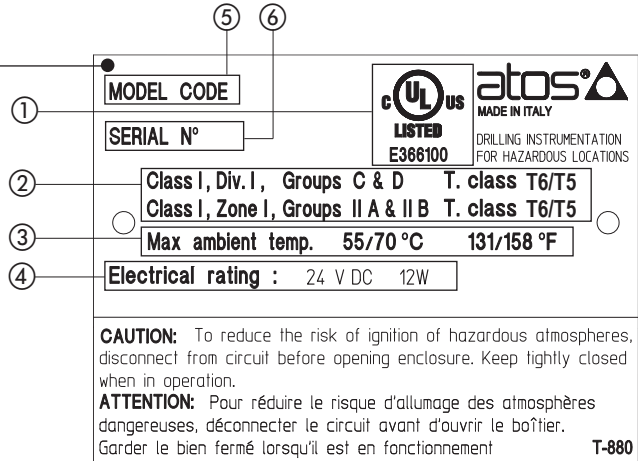 ⑤ ⑥
MODEL CODE
① C UL US LISTED E366100
atos®
MADE IN ITALY
SERIAL N°
DRILLING INSTRUMENTATION
FOR HAZARDOUS LOCATIONS
② Class I, Div. I, Groups C & D T. class T6/T5
Class I, Zone I, Groups II A & II B T. class T6/T5
③ Max ambient temp. 55/70 °C 131/158 °F
④ Electrical rating : 24 V DC 12W
CAUTION: To reduce the risk of ignition of hazardous atmospheres,
disconnect from circuit before opening enclosure. Keep tightly closed
when in operation.
ATTENTION: Pour réduire le risque d'allumage des atmosphères
dangereuses, déconnecter le circuit avant d'ouvrir le boîtier.
Garder le bien fermé lorsqu'il est en fonctionnement T-880